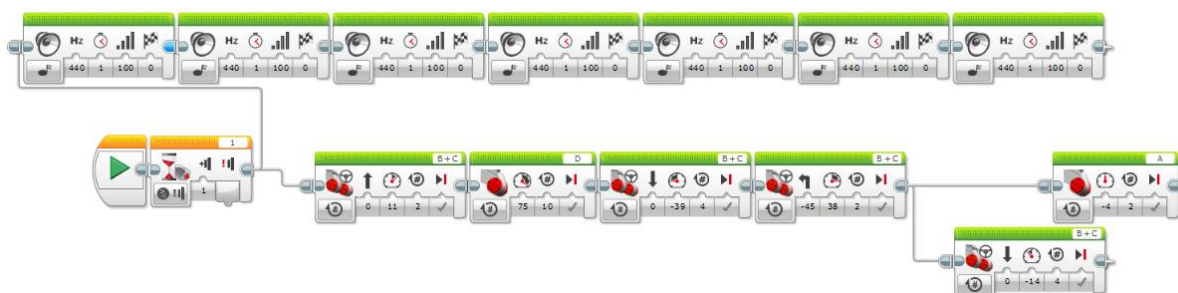 Hz Hz Hz Hz Hz Hz Hz
440 1 100 0 440 1 100 0 440 1 100 0 440 1 100 0 440 1 100 0 440 1 100 0 440 1 100 0
1
1
B + C D B + C B + C A
# # # # #
# 0 11 2 # 75 10 # 0 -39 4 # -45 38 2 # -4 2
B + C
#
# 0 -14 4